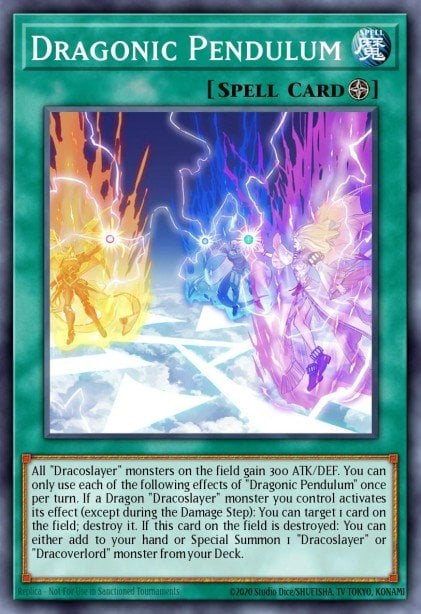 Dragonic Pendulum
SPELL
魔
[Spell Card]
All "Dracoslayer" monsters on the field gain 300 ATK/DEF. You can
only use each of the following effects of "Dragonic Pendulum" once
per turn. If a Dragon "Dracoslayer" monster you control activates
its effect (except during the Damage Step): You can target 1 card on
the field; destroy it. If this card on the field is destroyed: You can
either add to your hand or Special Summon 1 "Dracoslayer" or
"Dracoverlord" monster from your Deck.
Replica - Not For Use in Sanctioned Tournaments
©2020 Studio Dice/SHUEISHA, TV TOKYO, KONAMI